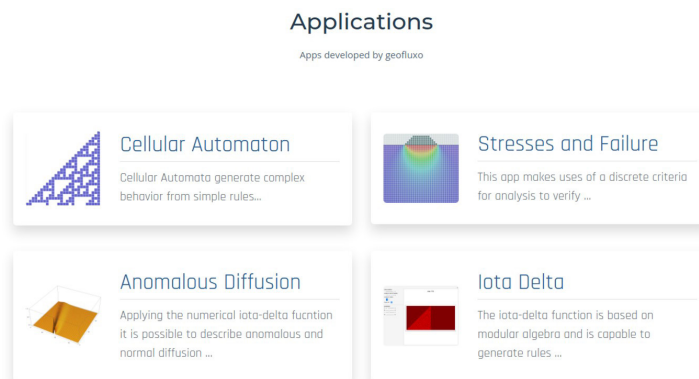 Applications
Apps developed by geofluxo
Cellular Automaton
Cellular Automata generate complex
behavior from simple rules...
Stresses and Failure
This app makes uses of a discrete criteria
for analysis to verify ...
Anomalous Diffusion
Applying the numerical iota-delta fucntion
it is possible to describe anomalous and
normal diffusion ...
Iota Delta
The iota-delta function is based on
modular algebra and is capable to
generate rules ...